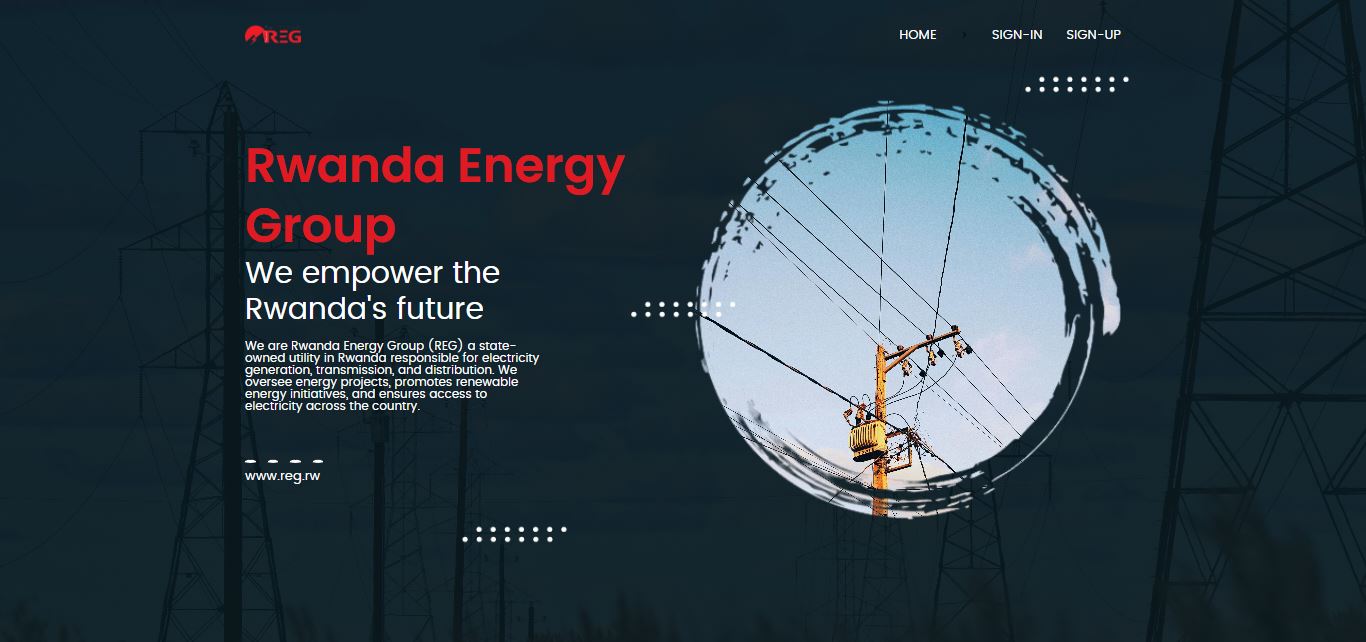 REG
HOME
SIGN-IN
SIGN-UP
Rwanda Energy
Group
We empower the
Rwanda's future
We are Rwanda Energy Group (REG) a state-
owned utility in Rwanda responsible for electricity
generation, transmission, and distribution. We
oversee energy projects, promotes renewable
energy initiatives, and ensures access to
electricity across the country.
www.reg.rw